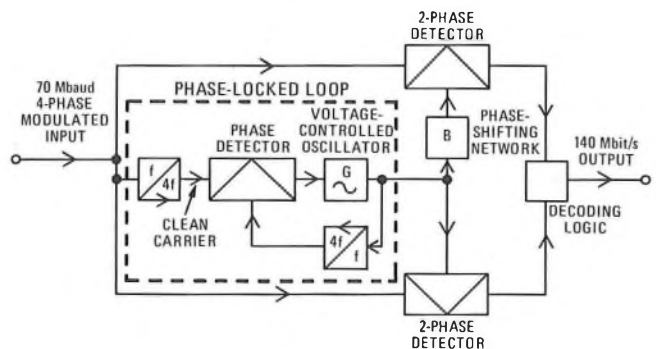 2-PHASE
DETECTOR
70 Mbaud
4-PHASE
MODULATED
INPUT
PHASE-LOCKED LOOP
PHASE
DETECTOR
VOLTAGE-
CONTROLLED
OSCILLATOR
B
PHASE-
SHIFTING
NETWORK
140 Mbit/s
OUTPUT
f
4f
G
CLEAN
CARRIER
4f
f
DECODING
LOGIC
2-PHASE
DETECTOR